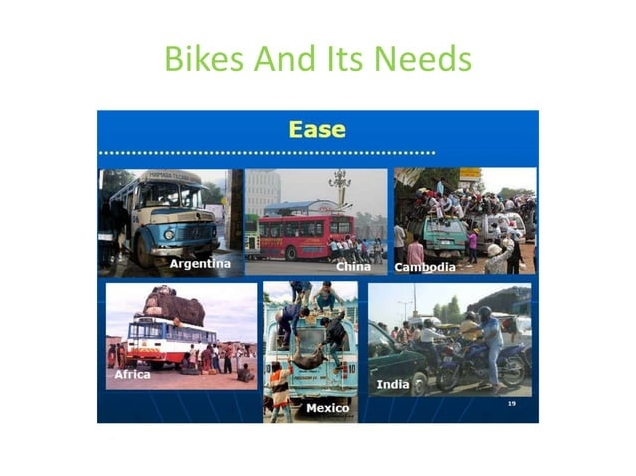 Bikes And Its Needs
Ease
Argentina
China
Cambodia
Africa
Mexico
India
19